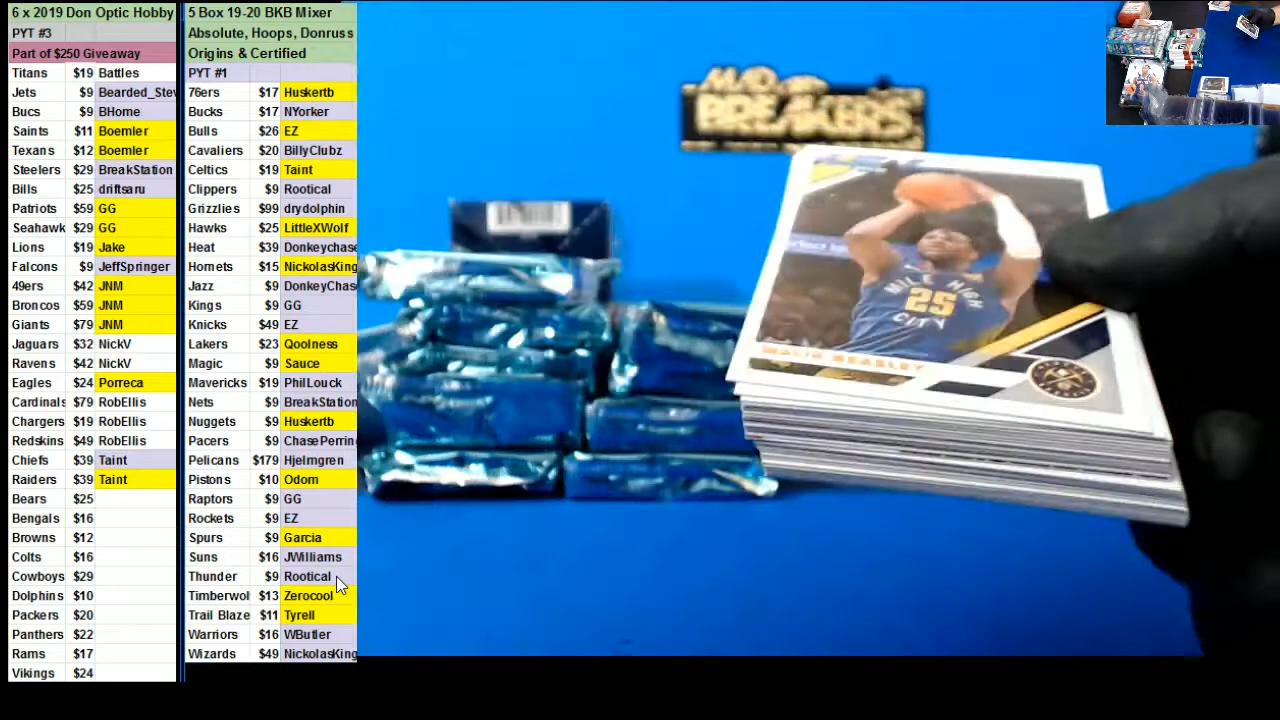 6 x 2019 Don Optic Hobby
PYT #3
Part of $250 Giveaway
Titans $19 Battles
Jets $9 Bearded_Stev
Bucs $9 BHome
Saints $11 Boemler
Texans $12 Boemler
Steelers $29 BreakStation
Bills $25 driftsaru
Patriots $59 GG
Seahawk $29 GG
Lions $19 Jake
Falcons $9 JeffSpringer
49ers $42 JNM
Broncos $59 JNM
Giants $79 JNM
Jaguars $32 NickV
Ravens $42 NickV
Eagles $24 Porreca
Cardinals $79 RobEllis
Chargers $19 RobEllis
Redskins $49 RobEllis
Chiefs $39 Taint
Raiders $39 Taint
Bears $25
Bengals $16
Browns $12
Colts $16
Cowboys $29
Dolphins $10
Packers $20
Panthers $22
Rams $17
Vikings $24
5 Box 19-20 BKB Mixer
Absolute, Hoops, Donruss
Origins & Certified
PYT #1
76ers $17 Huskertb
Bucks $17 NYorker
Bulls $26 EZ
Cavaliers $20 BillyClubz
Celtics $19 Taint
Clippers $9 Rootical
Grizzlies $99 drydolphin
Hawks $25 LittleXWolf
Heat $39 Donkeychase
Hornets $15 NickolasKing
Jazz $9 DonkeyChase
Kings $9 GG
Knicks $49 EZ
Lakers $23 Qoolness
Magic $9 Sauce
Mavericks $19 PhilLouck
Nets $9 BreakStation
Nuggets $9 Huskertb
Pacers $9 ChasePerrin
Pelicans $179 Hjelmgren
Pistons $10 Odom
Raptors $9 GG
Rockets $9 EZ
Spurs $9 Garcia
Suns $16 JWilliams
Thunder $9 Rootical
Timberwol $13 Zerocool
Trail Blaze $11 Tyrell
Warriors $16 WButler
Wizards $49 NickolasKing
BREAKERS
MILE HIGH
25
CITY
MALIK BEASLEY